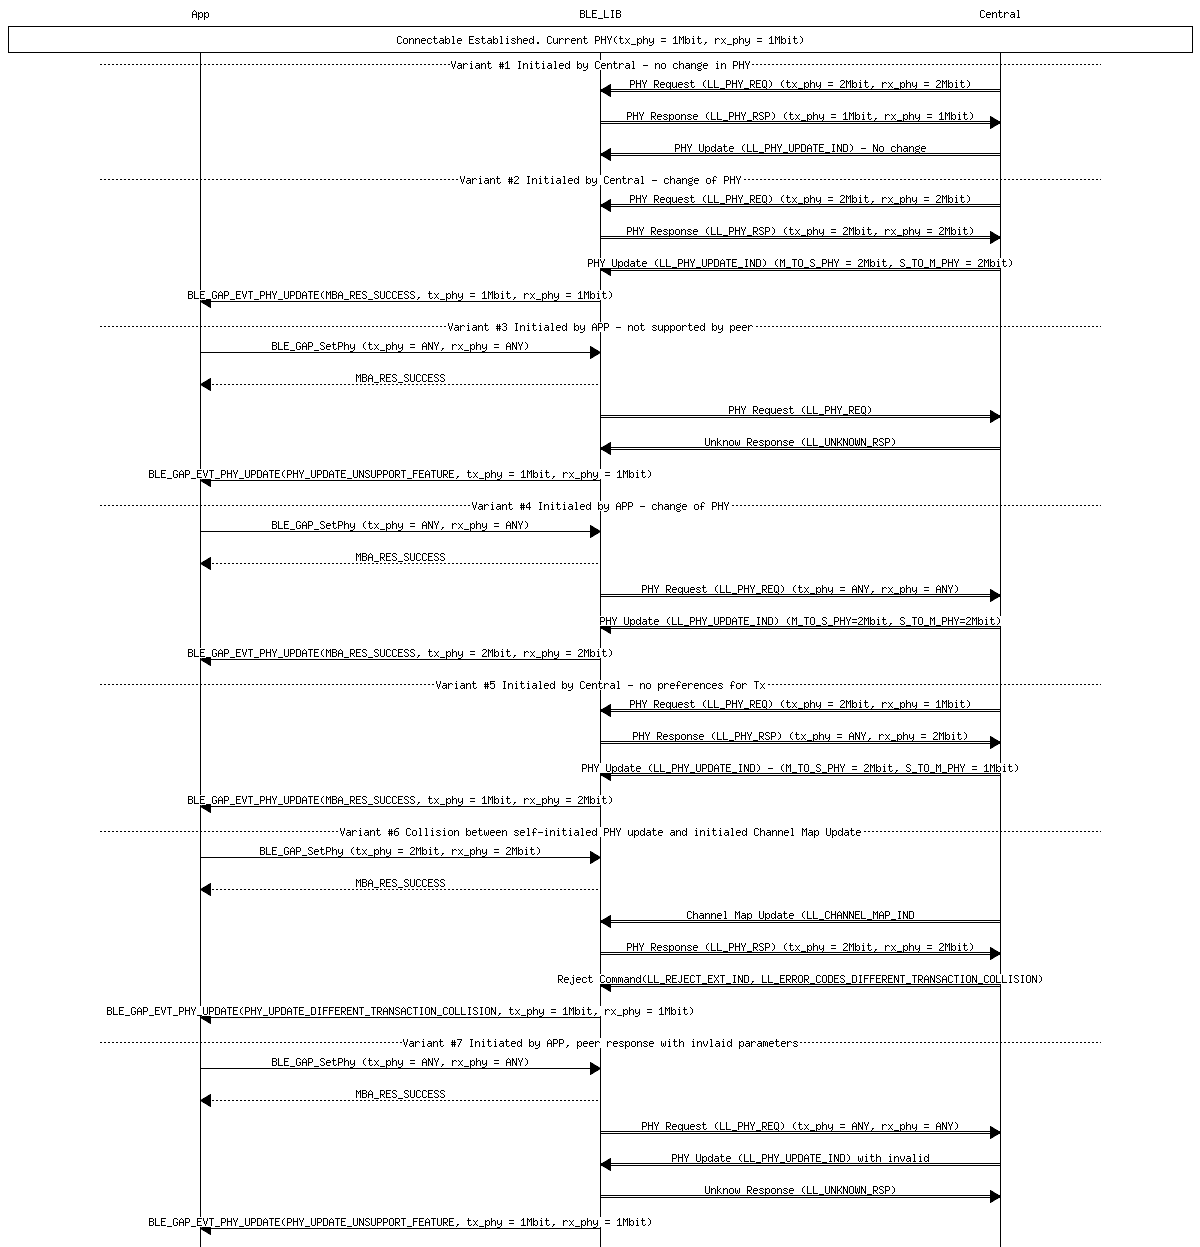 App BLE_LIB Central
Connectable Established. Current PHY(tx_phy = 1Mbit, rx_phy = 1Mbit)
Variant #1 Initialed by Central - no change in PHY
PHY Request (LL_PHY_REQ) (tx_phy = 2Mbit, rx_phy = 2Mbit)
PHY Response (LL_PHY_RSP) (tx_phy = 1Mbit, rx_phy = 1Mbit)
PHY Update (LL_PHY_UPDATE_IND) - No change
Variant #2 Initialed by Central - change of PHY
PHY Request (LL_PHY_REQ) (tx_phy = 2Mbit, rx_phy = 2Mbit)
PHY Response (LL_PHY_RSP) (tx_phy = 2Mbit, rx_phy = 2Mbit)
PHY Update (LL_PHY_UPDATE_IND) (M_TO_S_PHY = 2Mbit, S_TO_M_PHY = 2Mbit)
BLE_GAP_EVT_PHY_UPDATE(MBA_RES_SUCCESS, tx_phy = 1Mbit, rx_phy = 1Mbit)
Variant #3 Initialed by APP - not supported by peer
BLE_GAP_SetPhy (tx_phy = ANY, rx_phy = ANY)
MBA_RES_SUCCESS
PHY Request (LL_PHY_REQ)
Unknow Response (LL_UNKNOWN_RSP)
BLE_GAP_EVT_PHY_UPDATE(PHY_UPDATE_UNSUPPORT_FEATURE, tx_phy = 1Mbit, rx_phy = 1Mbit)
Variant #4 Initialed by APP - change of PHY
BLE_GAP_SetPhy (tx_phy = ANY, rx_phy = ANY)
MBA_RES_SUCCESS
PHY Request (LL_PHY_REQ) (tx_phy = ANY, rx_phy = ANY)
PHY Update (LL_PHY_UPDATE_IND) (M_TO_S_PHY=2Mbit, S_TO_M_PHY=2Mbit)
BLE_GAP_EVT_PHY_UPDATE(MBA_RES_SUCCESS, tx_phy = 2Mbit, rx_phy = 2Mbit)
Variant #5 Initialed by Central - no preferences for Tx
PHY Request (LL_PHY_REQ) (tx_phy = 2Mbit, rx_phy = 1Mbit)
PHY Response (LL_PHY_RSP) (tx_phy = ANY, rx_phy = 2Mbit)
PHY Update (LL_PHY_UPDATE_IND) - (M_TO_S_PHY = 2Mbit, S_TO_M_PHY = 1Mbit)
BLE_GAP_EVT_PHY_UPDATE(MBA_RES_SUCCESS, tx_phy = 1Mbit, rx_phy = 2Mbit)
Variant #6 Collision between self-initialed PHY update and initialed Channel Map Update
BLE_GAP_SetPhy (tx_phy = 2Mbit, rx_phy = 2Mbit)
MBA_RES_SUCCESS
Channel Map Update (LL_CHANNEL_MAP_IND
PHY Response (LL_PHY_RSP) (tx_phy = 2Mbit, rx_phy = 2Mbit)
Reject Command(LL_REJECT_EXT_IND, LL_ERROR_CODES_DIFFERENT_TRANSACTION_COLLISION)
BLE_GAP_EVT_PHY_UPDATE(PHY_UPDATE_DIFFERENT_TRANSACTION_COLLISION, tx_phy = 1Mbit, rx_phy = 1Mbit)
Variant #7 Initiated by APP, peer response with invlaid parameters
BLE_GAP_SetPhy (tx_phy = ANY, rx_phy = ANY)
MBA_RES_SUCCESS
PHY Request (LL_PHY_REQ) (tx_phy = ANY, rx_phy = ANY)
PHY Update (LL_PHY_UPDATE_IND) with invalid
Unknow Response (LL_UNKNOWN_RSP)
BLE_GAP_EVT_PHY_UPDATE(PHY_UPDATE_UNSUPPORT_FEATURE, tx_phy = 1Mbit, rx_phy = 1Mbit)